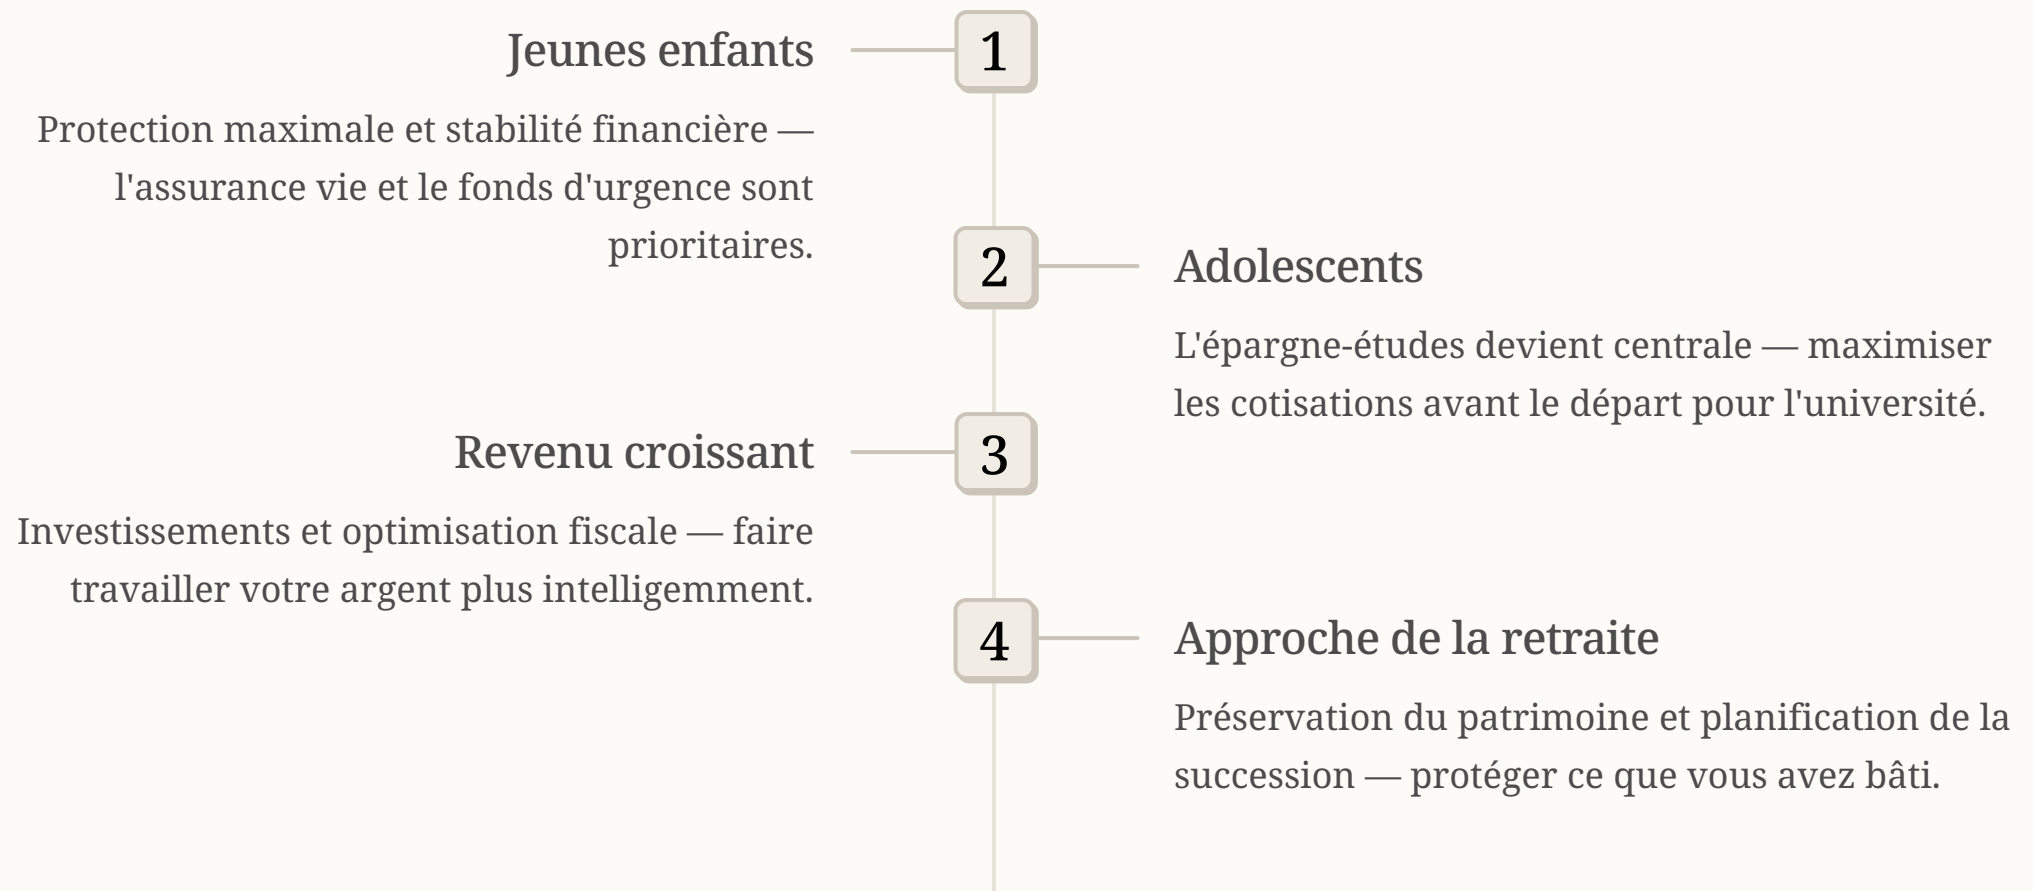 Jeunes enfants
1
Protection maximale et stabilité financière —
l'assurance vie et le fonds d'urgence sont
prioritaires.
2
Adolescents
L'épargne-études devient centrale — maximiser
les cotisations avant le départ pour l'université.
Revenu croissant
3
Investissements et optimisation fiscale — faire
travailler votre argent plus intelligemment.
4
Approche de la retraite
Préservation du patrimoine et planification de la
succession — protéger ce que vous avez bâti.